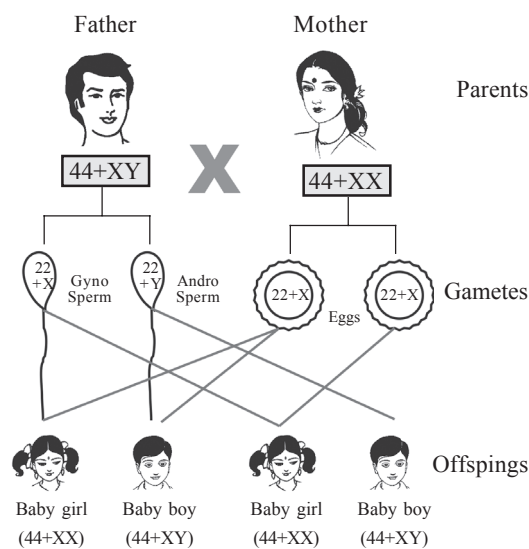 Father Mother
Parents
44+XY X 44+XX
22 +X Gyno Sperm
22 +Y Andro Sperm
22+X Eggs 22+X
Gametes
Offspings
Baby girl Baby boy Baby girl Baby boy
(44+XX) (44+XY) (44+XX) (44+XY)